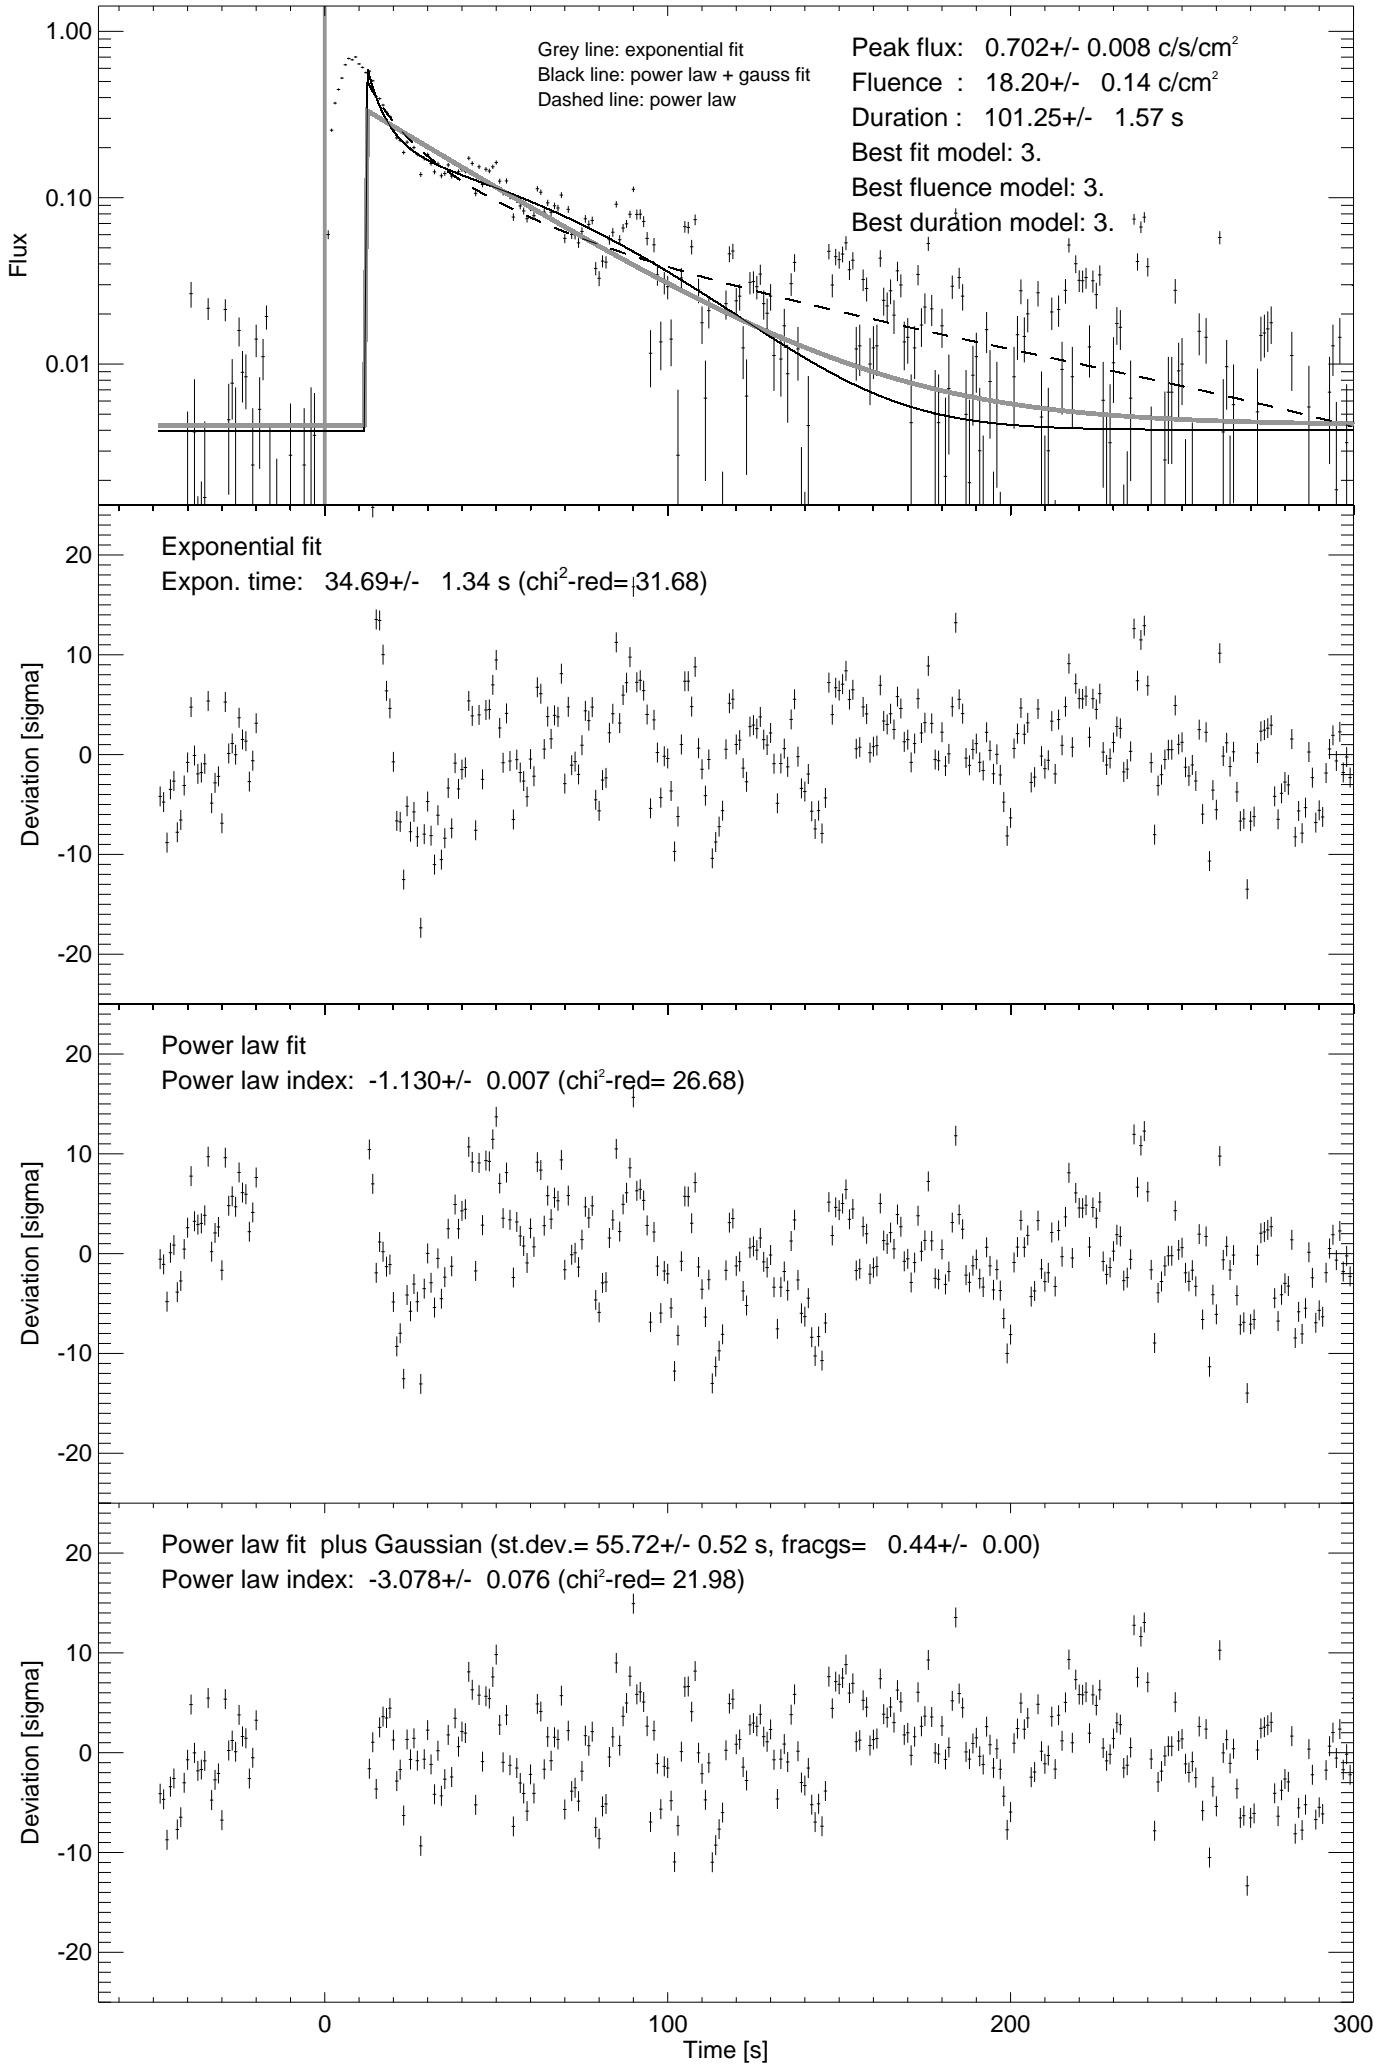 1.00
0.10
0.01
Flux
Grey line: exponential fit
Black line: power law + gauss fit
Dashed line: power law
Peak flux: 0.702+/- 0.008 c/s/cm²
Fluence : 18.20+/- 0.14 c/cm²
Duration : 101.25+/- 1.57 s
Best fit model: 3.
Best fluence model: 3.
Best duration model: 3.
20
10
0
-10
-20
Deviation [sigma]
Exponential fit
Expon. time: 34.69+/- 1.34 s (chi²-red= 31.68)
20
10
0
-10
-20
Deviation [sigma]
Power law fit
Power law index: -1.130+/- 0.007 (chi²-red= 26.68)
20
10
0
-10
-20
Deviation [sigma]
Power law fit plus Gaussian (st.dev.= 55.72+/- 0.52 s, fracgs= 0.44+/- 0.00)
Power law index: -3.078+/- 0.076 (chi²-red= 21.98)
0
100
200
300
Time [s]